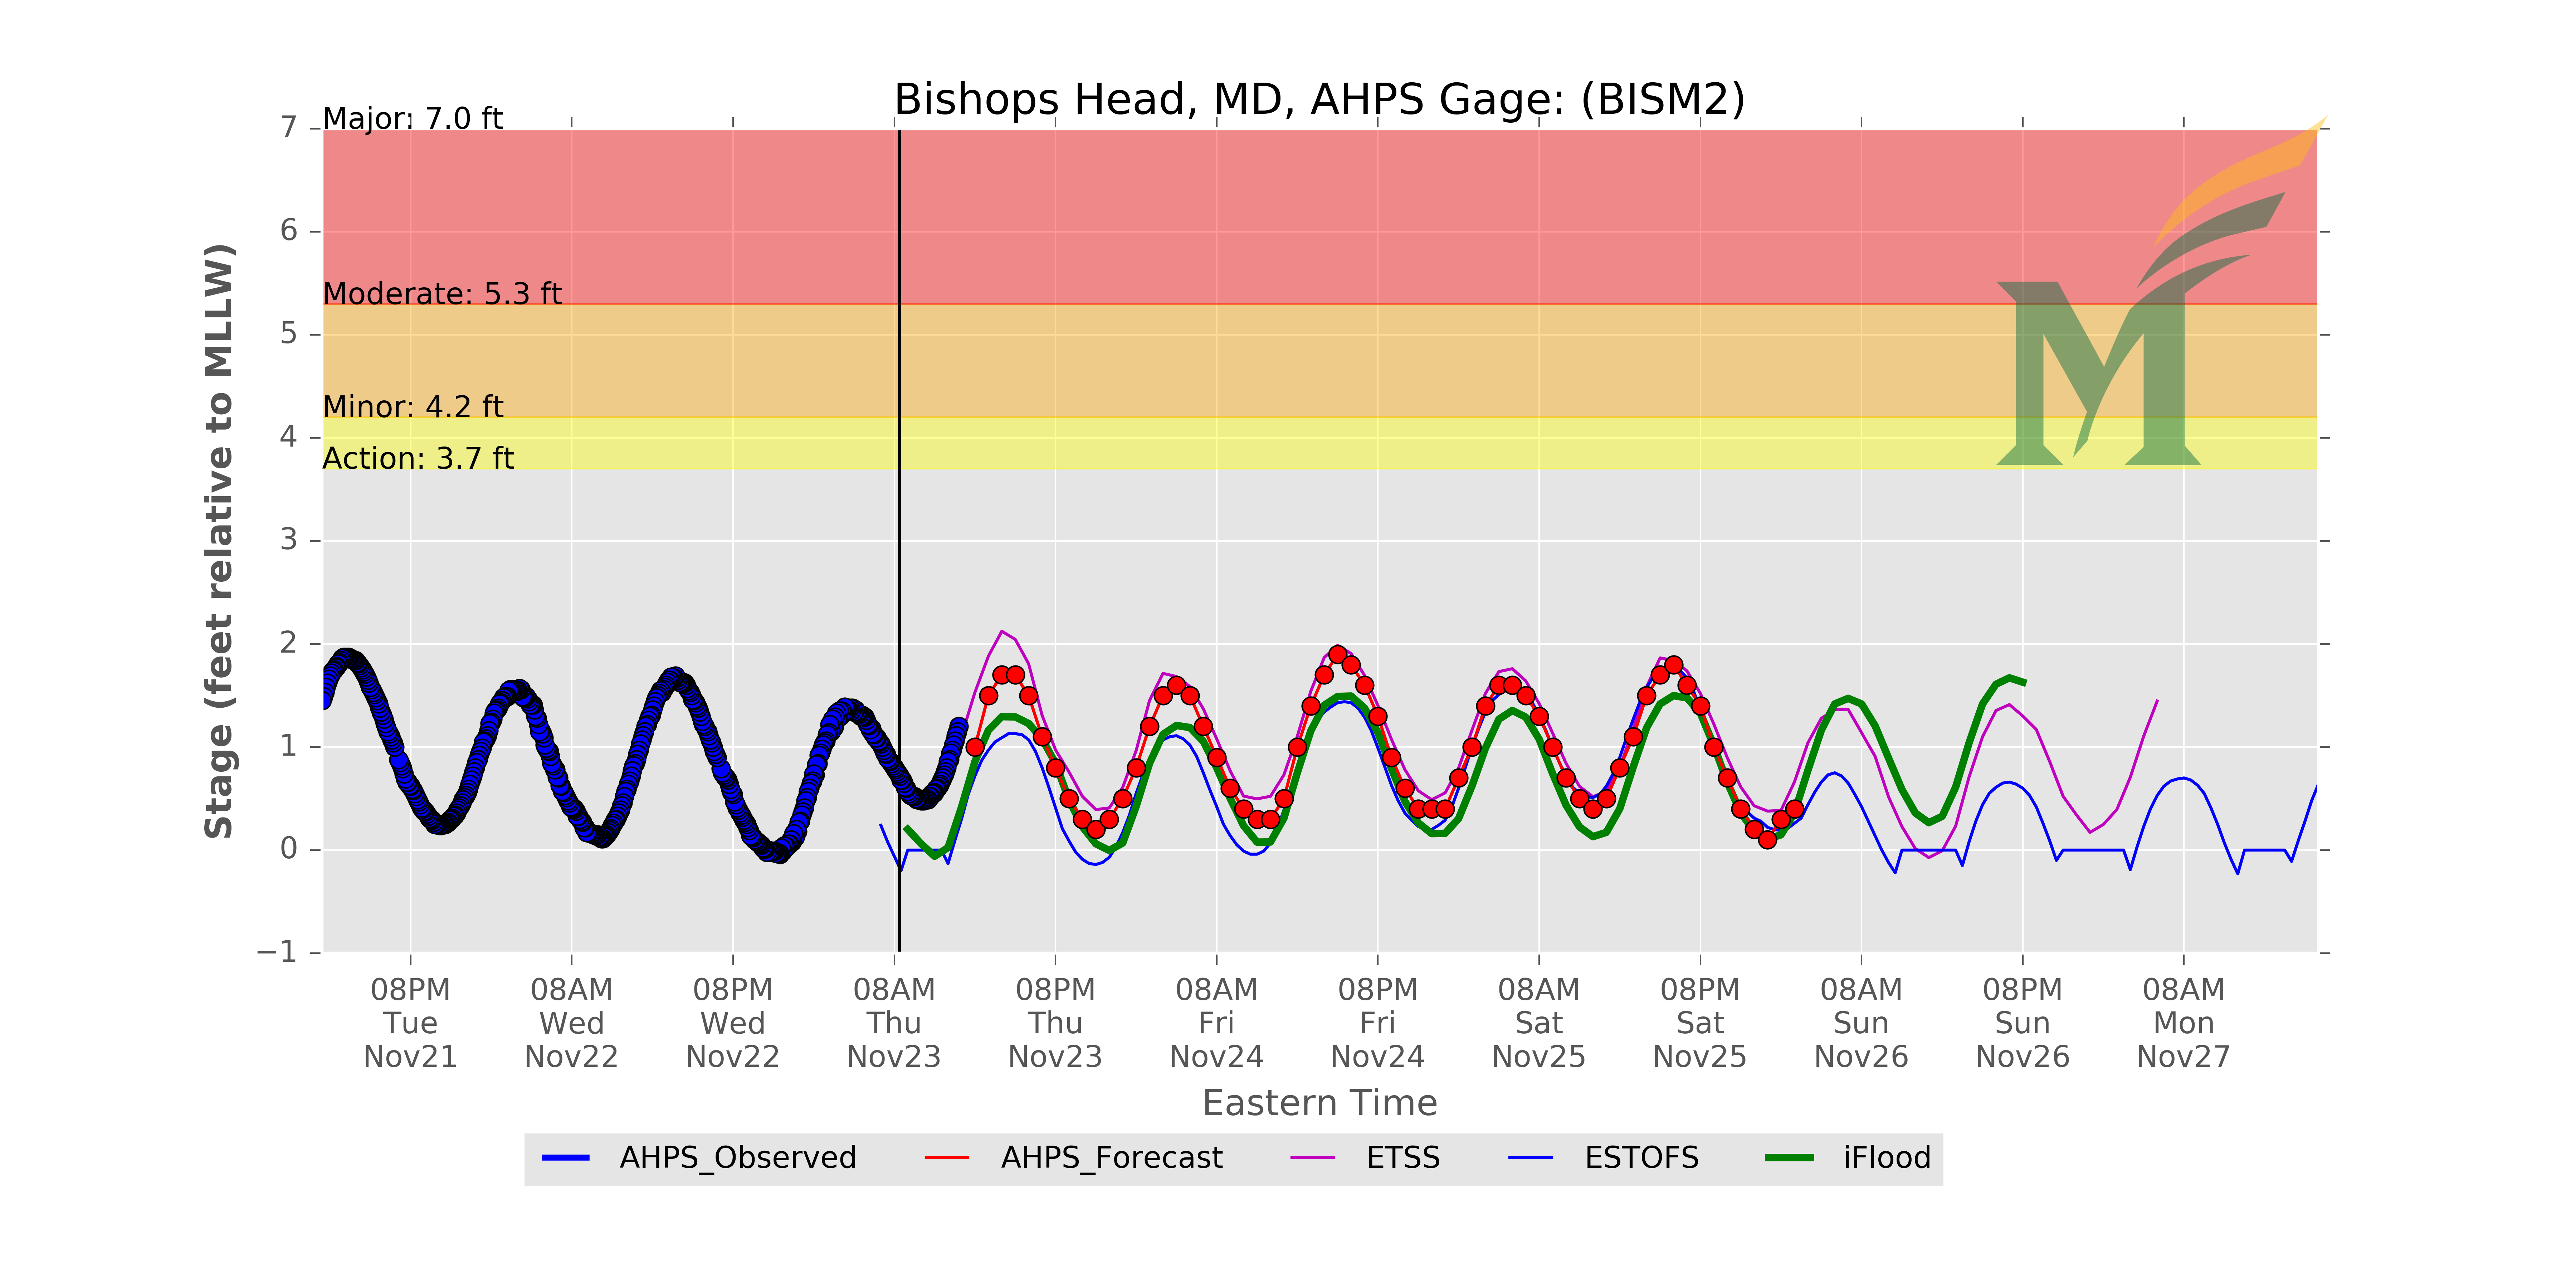 Bishops Head, MD, AHPS Gage: (BISM2)
Major: 7.0 ft
Moderate: 5.3 ft
Minor: 4.2 ft
Action: 3.7 ft
7
6
5
4
3
2
1
0
−1
Stage (feet relative to MLLW)
08PM 08AM 08PM 08AM 08PM 08AM 08PM 08AM 08PM 08AM 08PM 08AM
Tue Wed Wed Thu Thu Fri Fri Sat Sat Sun Sun Mon
Nov21 Nov22 Nov22 Nov23 Nov23 Nov24 Nov24 Nov25 Nov25 Nov26 Nov26 Nov27
Eastern Time
AHPS_Observed AHPS_Forecast ETSS ESTOFS iFlood
M